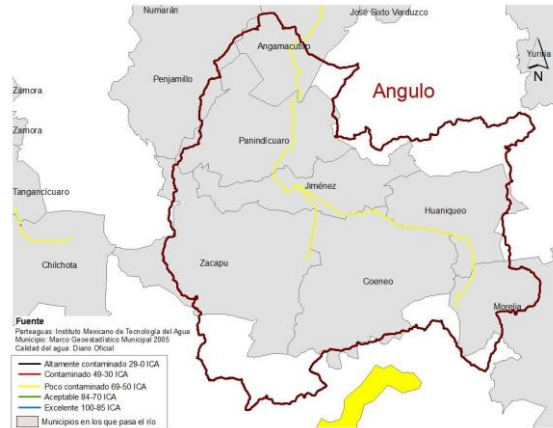 Numarán
José Sixto Verduzco
Angamacutiro
Yuriria
N
Penjamillo
Zamora
Angulo
Zamora
Panindícuaro
Tangancícuaro
Jiménez
Huaniqueo
Chilchota
Zacapu
Coeneo
Morelia
Fuente
Parteaguas: Instituto Mexicano de Tecnología del Agua
Municipio: Marco Geoestadístico Municipal 2005
Calidad del agua: Diario Oficial
Altamente contaminado 29-0 ICA
Contaminado 49-30 ICA
Poco contaminado 69-50 ICA
Aceptable 84-70 ICA
Excelente 100-85 ICA
Municipios en los que pasa el río